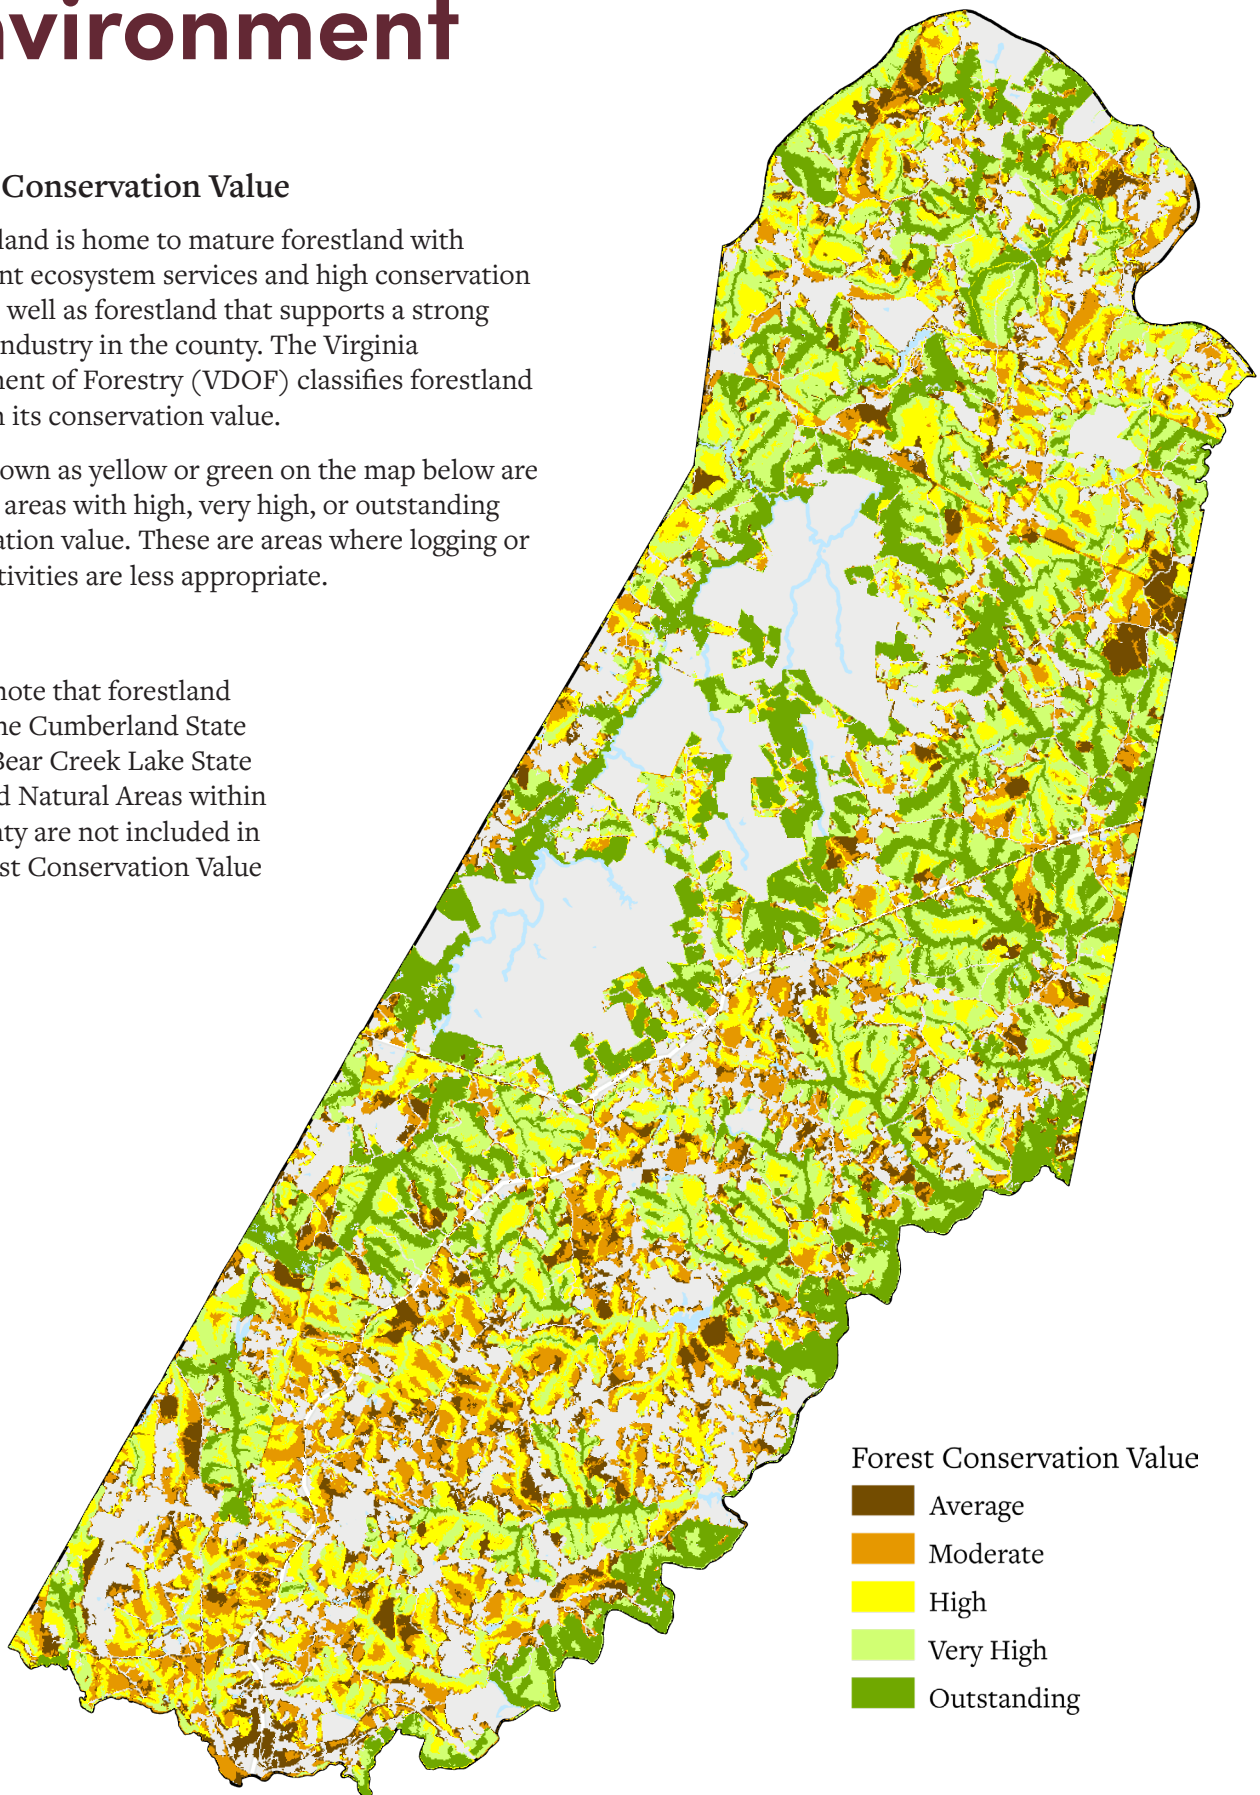 nvironment
Conservation Value
land is home to mature forestland with
nt ecosystem services and high conservation
well as forestland that supports a strong
ndustry in the county. The Virginia
ment of Forestry (VDOF) classifies forestland
n its conservation value.
own as yellow or green on the map below are
areas with high, very high, or outstanding
ation value. These are areas where logging or
tivities are less appropriate.
note that forestland
he Cumberland State
Bear Creek Lake State
d Natural Areas within
nty are not included in
st Conservation Value
Forest Conservation Value
Average
Moderate
High
Very High
Outstanding